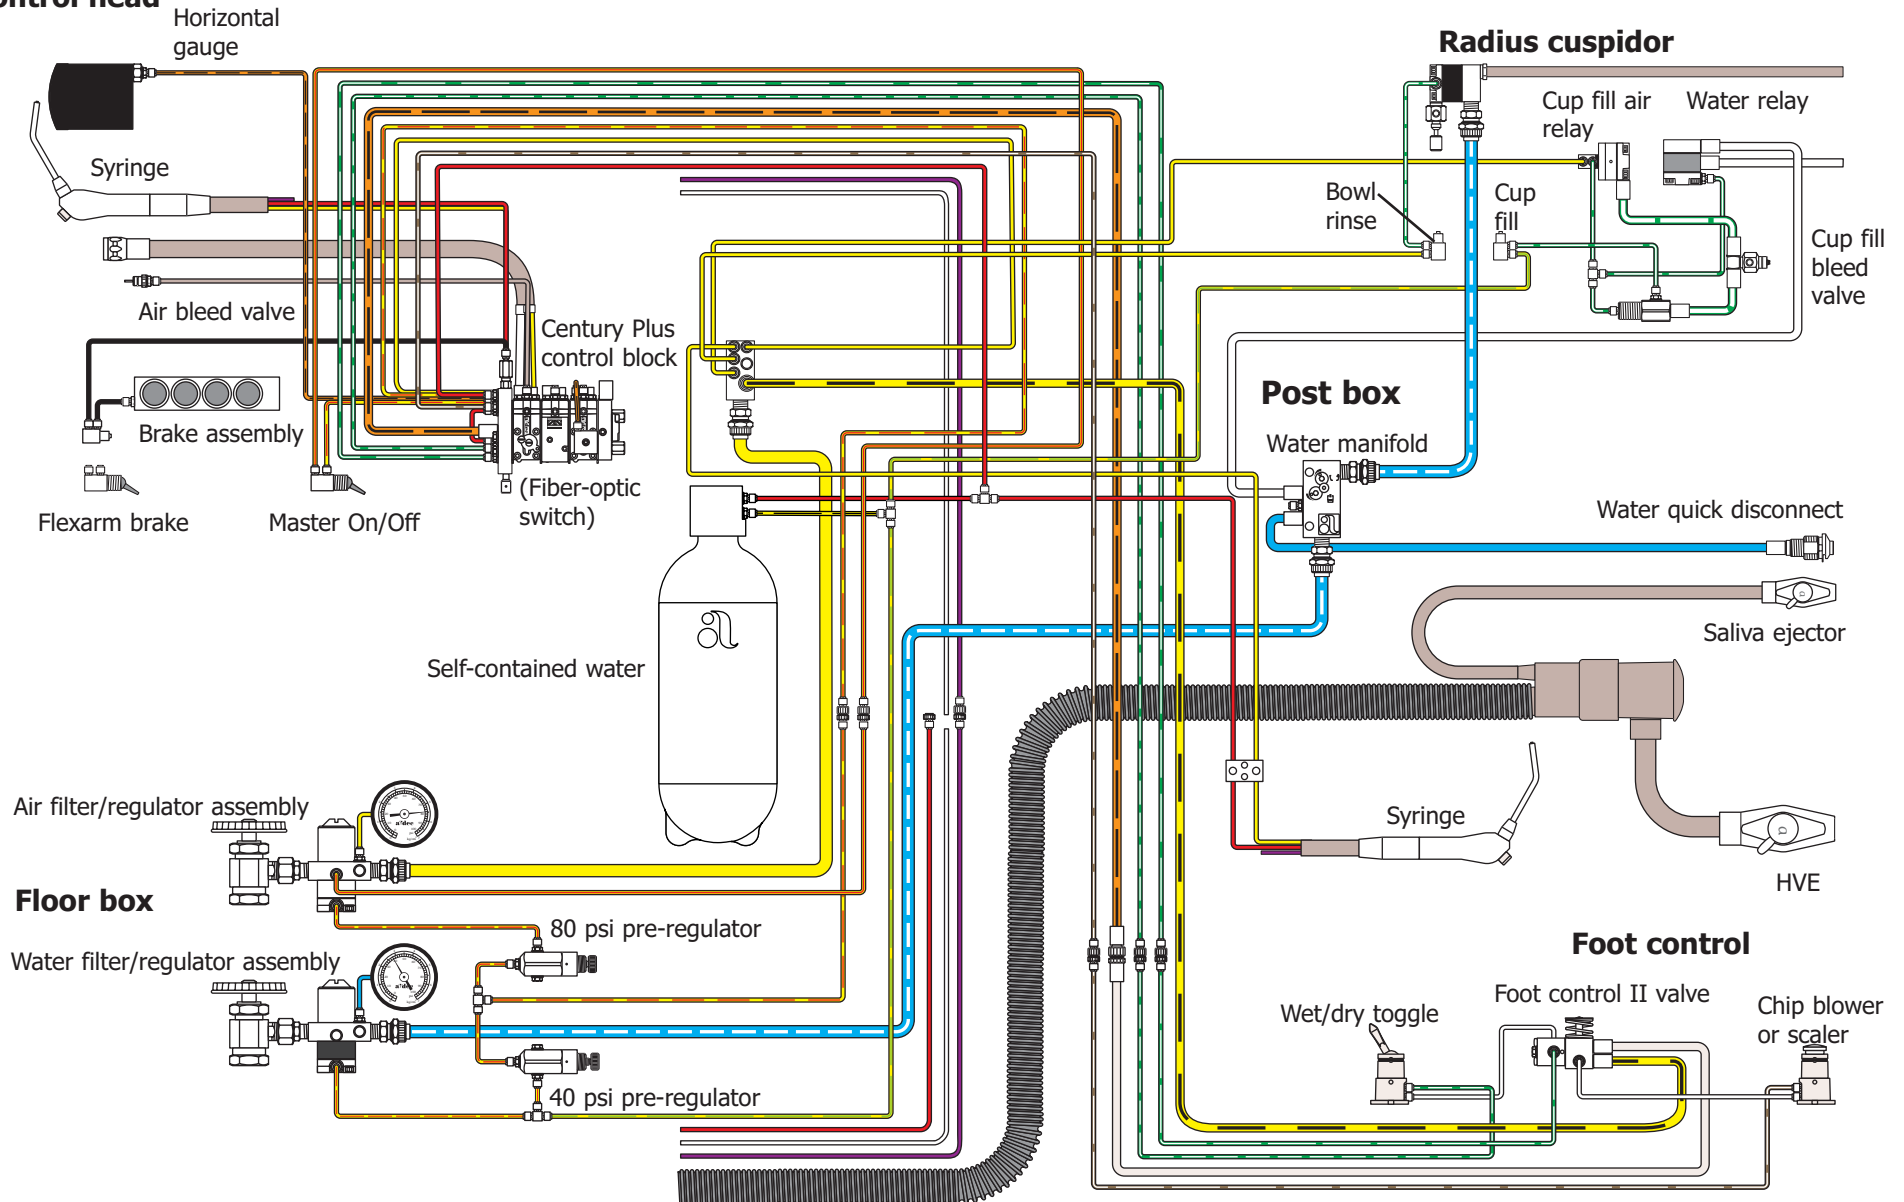 ontrol head
Horizontal
gauge
Syringe
Air bleed valve
Century Plus
control block
Brake assembly
(Fiber-optic
switch)
Flexarm brake
Master On/Off
Radius cuspidor
Cup fill air
relay
Water relay
Bowl
rinse
Cup
fill
Cup fill
bleed
valve
Post box
Water manifold
Water quick disconnect
Saliva ejector
Self-contained water
Syringe
HVE
Air filter/regulator assembly
Floor box
80 psi pre-regulator
Water filter/regulator assembly
40 psi pre-regulator
Foot control
Foot control II valve
Wet/dry toggle
Chip blower
or scaler